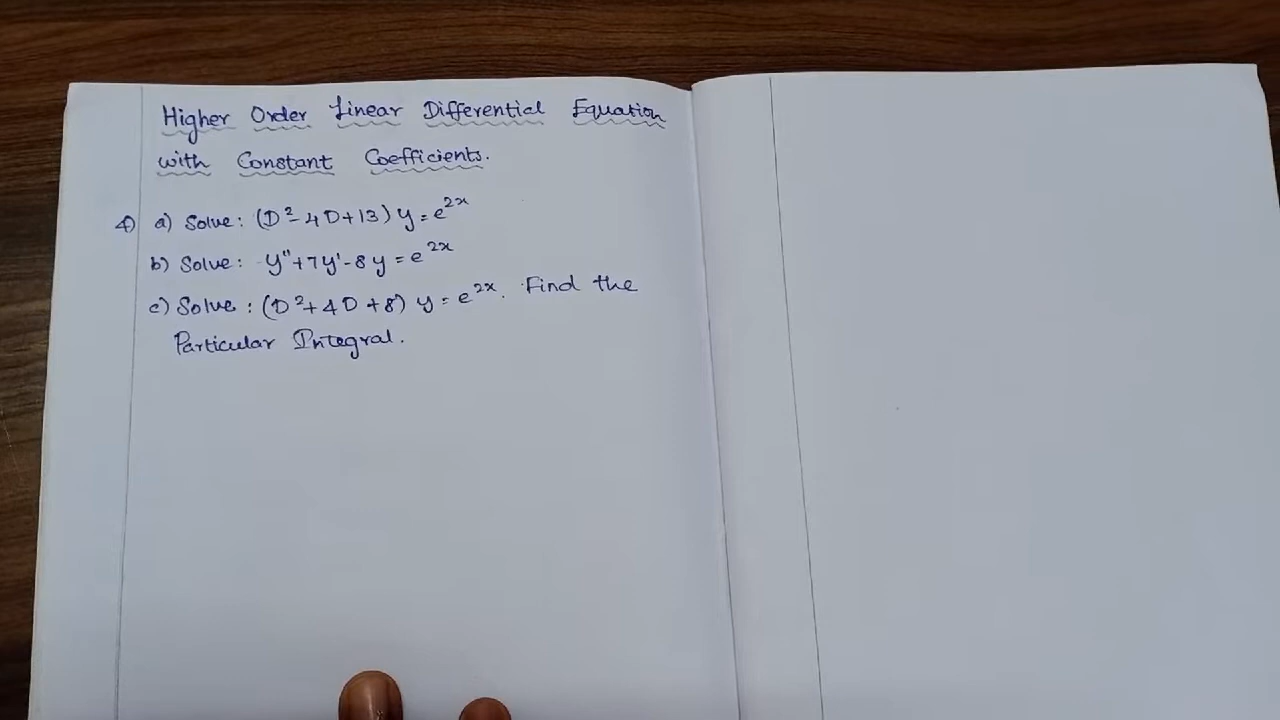 Higher Order Linear Differential Equation
with Constant Coefficients.
4) a) Solve: (D²-4D+13) y = e^2x
b) Solve: y''+7y'-8y = e^2x
c) Solve: (D²+4D+8) y = e^2x. Find the
Particular Integral.